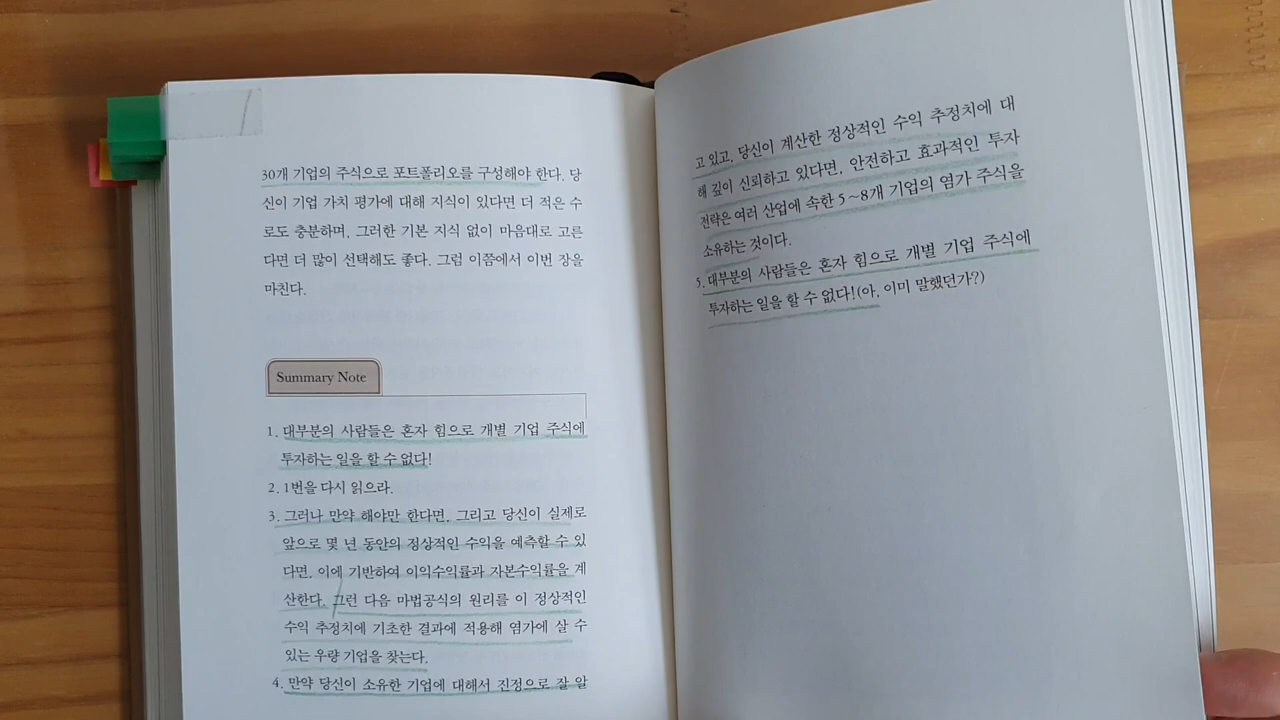 30개 기업의 주식으로 포트폴리오를 구성해야 한다. 당
신이 기업 가치 평가에 대해 지식이 있다면 더 적은 수
로도 충분하며, 그러한 기본 지식 없이 마음대로 고른
다면 더 많이 선택해도 좋다. 그럼 이쯤에서 이번 장을
마친다.
Summary Note
1. 대부분의 사람들은 혼자 힘으로 개별 기업 주식에
투자하는 일을 할 수 없다!
2. 1번을 다시 읽으라.
3. 그러나 만약 해야만 한다면, 그리고 당신이 실제로
앞으로 몇 년 동안의 정상적인 수익을 예측할 수 있
다면, 이에 기반하여 이익수익률과 자본수익률을 계
산한다. 그런 다음 마법공식의 원리를 이 정상적인
수익 추정치에 기초한 결과에 적용해 염가에 살 수
있는 우량 기업을 찾는다.
4. 만약 당신이 소유한 기업에 대해서 진정으로 잘 알
고 있고, 당신이 계산한 정상적인 수익 추정치에 대
해 깊이 신뢰하고 있다면, 안전하고 효과적인 투자
전략은 여러 산업에 속한 5~8개 기업의 염가 주식을
소유하는 것이다.
5. 대부분의 사람들은 혼자 힘으로 개별 기업 주식에
투자하는 일을 할 수 없다!(아, 이미 말했던가?)